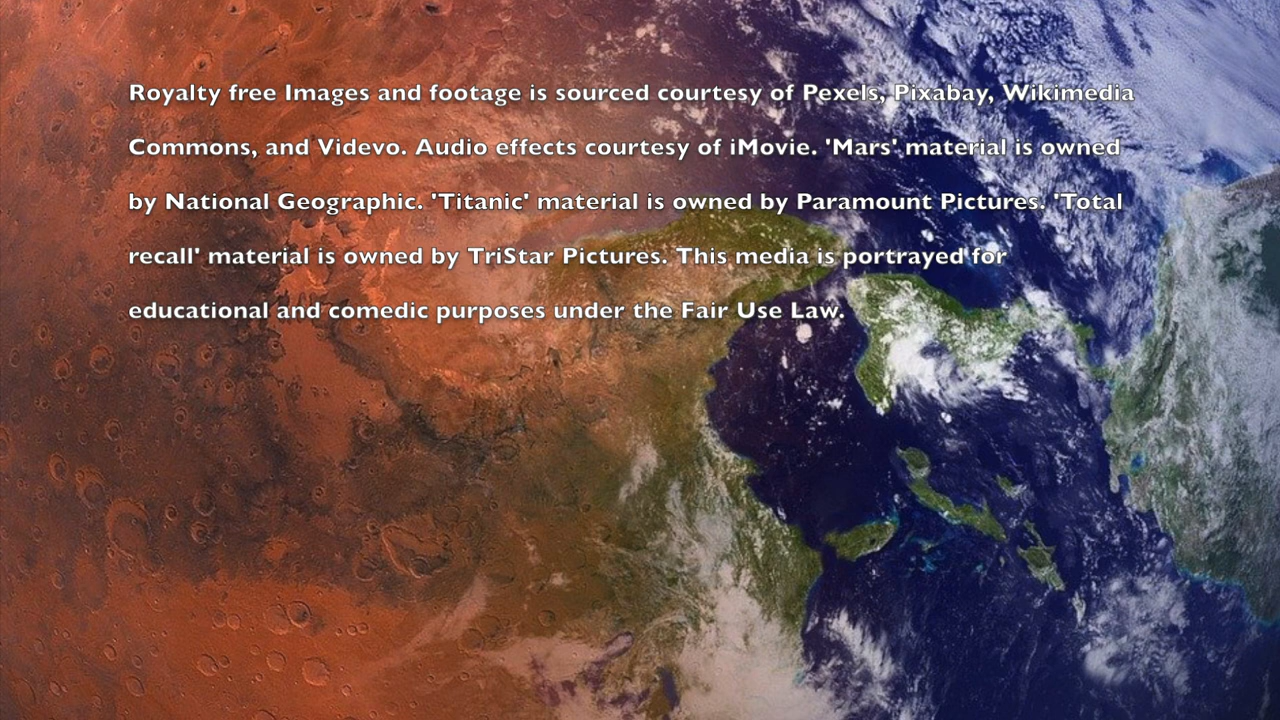 Royalty free Images and footage is sourced courtesy of Pexels, Pixabay, Wikimedia
Commons, and Videvo. Audio effects courtesy of iMovie. 'Mars' material is owned
by National Geographic. 'Titanic' material is owned by Paramount Pictures. 'Total
recall' material is owned by TriStar Pictures. This media is portrayed for
educational and comedic purposes under the Fair Use Law.